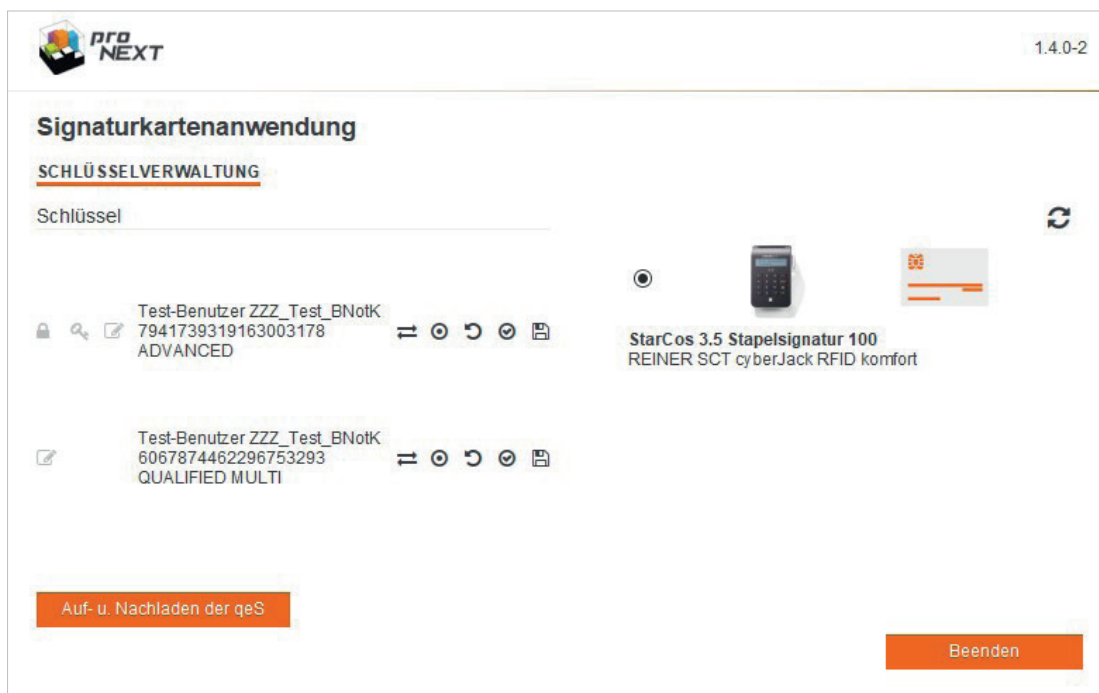 pro
NEXT
1.4.0-2
Signaturkartenanwendung
SCHLÜSSELVERWALTUNG
Schlüssel
Test-Benutzer ZZZ_Test_BNotK
7941739319163003178
ADVANCED
StarCos 3.5 Stapelsignatur 100
REINER SCT cyberJack RFID komfort
Test-Benutzer ZZZ_Test_BNotK
6067874462296753293
QUALIFIED MULTI
Auf- u. Nachladen der qeS
Beenden